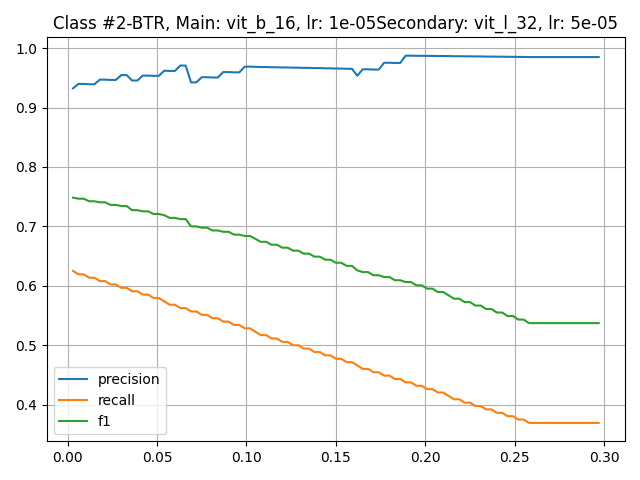 Class #2-BTR, Main: vit_b_16, lr: 1e-05Secondary: vit_l_32, lr: 5e-05
1.0
0.9
0.8
0.7
0.6
0.5
0.4
precision
recall
f1
0.00 0.05 0.10 0.15 0.20 0.25 0.30